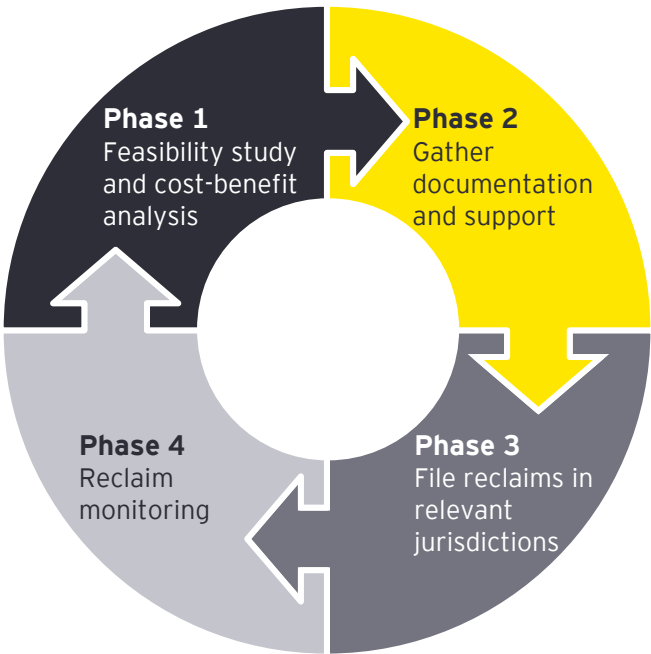 Phase 1
Feasibility study
and cost-benefit
analysis
Phase 2
Gather
documentation
and support
Phase 3
File reclaims in
relevant
jurisdictions
Phase 4
Reclaim
monitoring